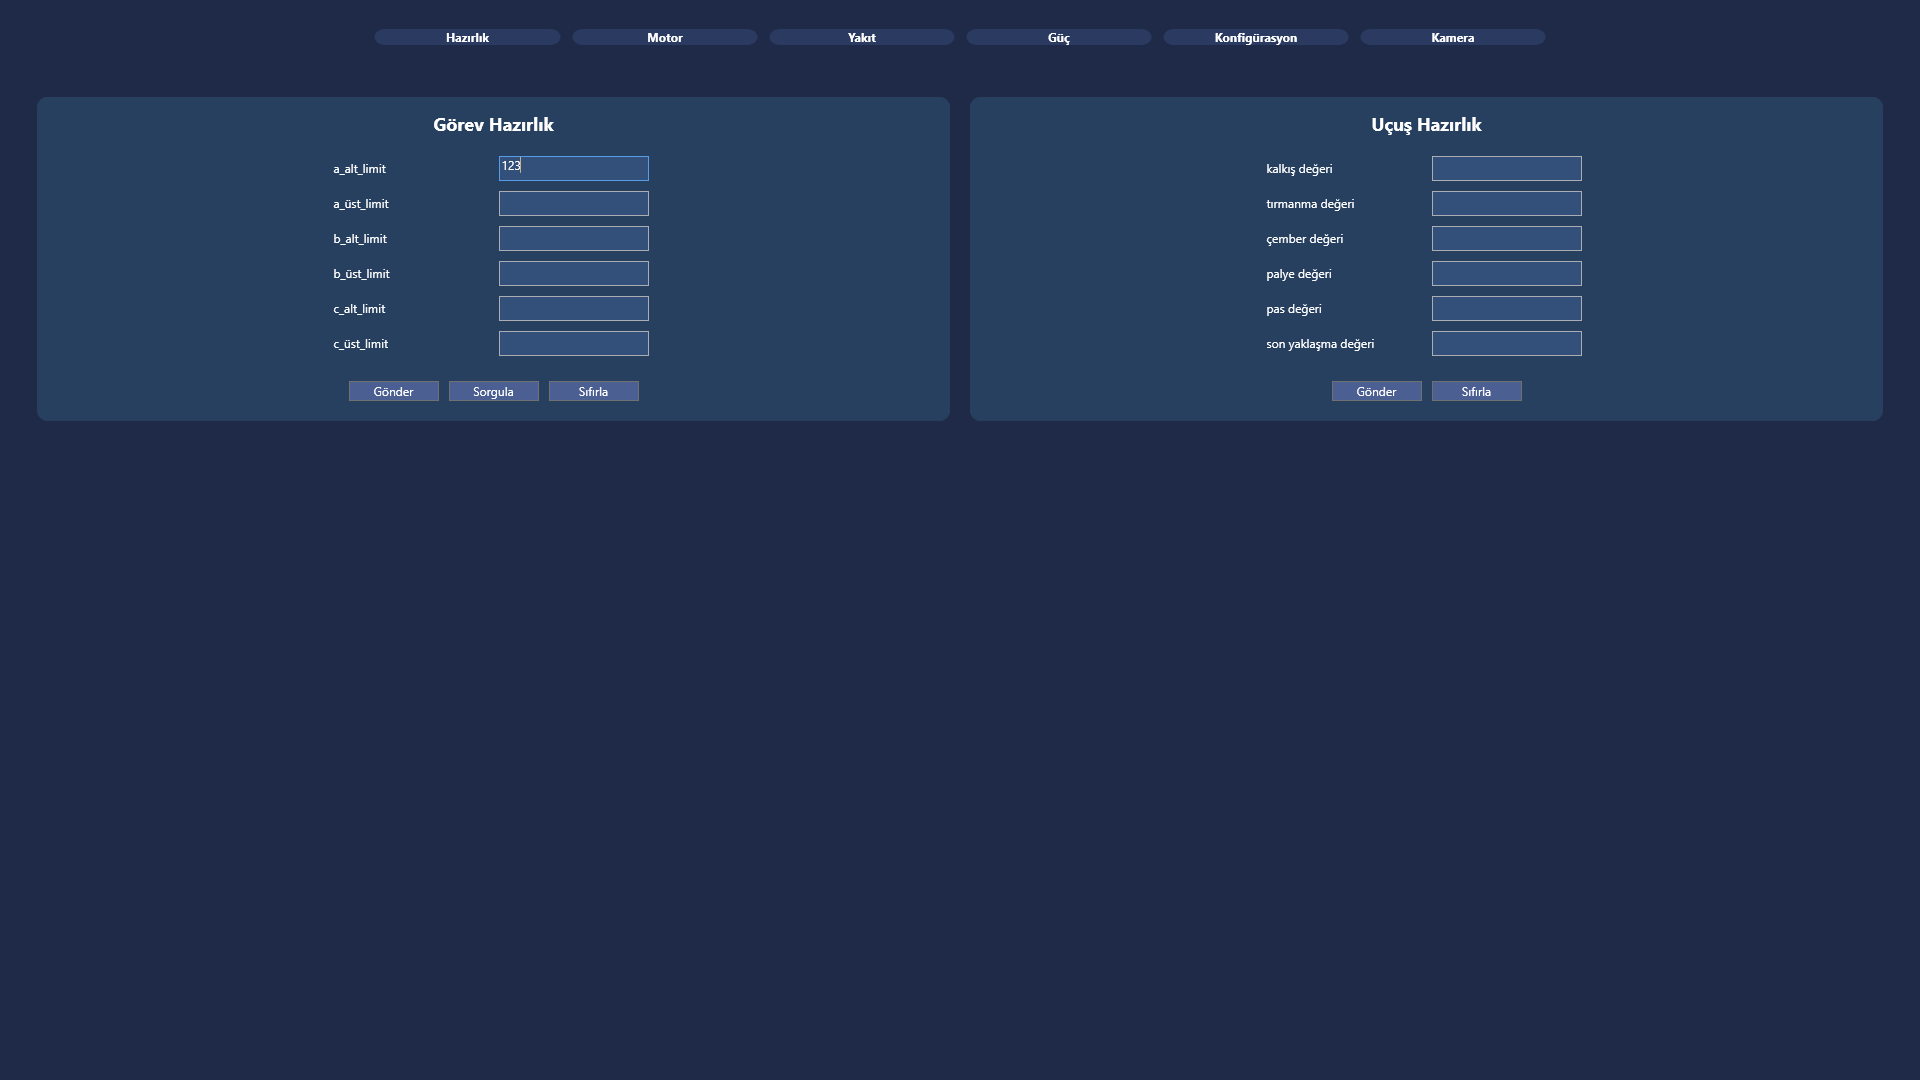 Hazırlık Motor Yakıt Güç Konfigürasyon Kamera
Görev Hazırlık
a_alt_limit 123
a_üst_limit
b_alt_limit
b_üst_limit
c_alt_limit
c_üst_limit
Gönder Sorgula Sıfırla
Uçuş Hazırlık
kalkış değeri
tırmanma değeri
çember değeri
palye değeri
pas değeri
son yaklaşma değeri
Gönder Sıfırla